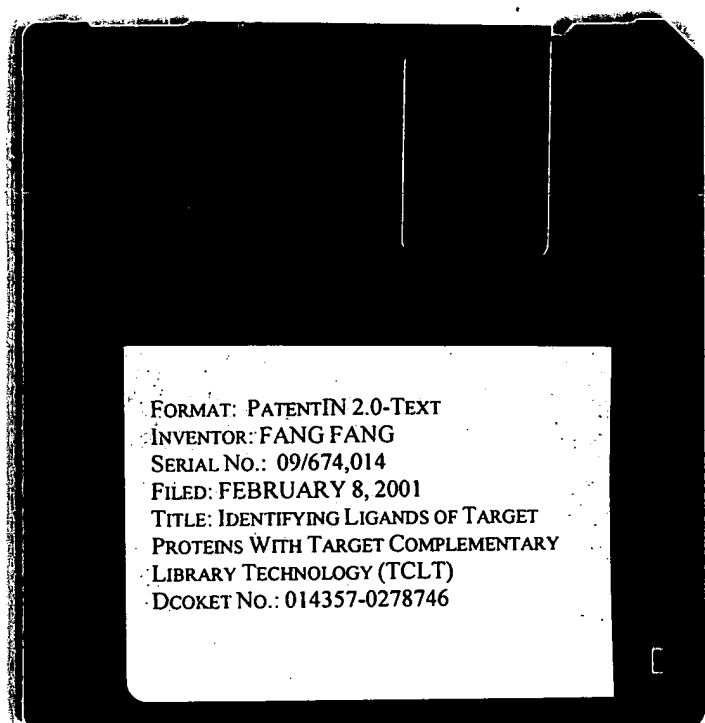 FORMAT: PATENTIN 2.0-TEXT
INVENTOR: FANG FANG
SERIAL NO.: 09/674,014
FILED: FEBRUARY 8, 2001
TITLE: IDENTIFYING LIGANDS OF TARGET
PROTEINS WITH TARGET COMPLEMENTARY
LIBRARY TECHNOLOGY (TCLT)
DCOKET NO.: 014357-0278746